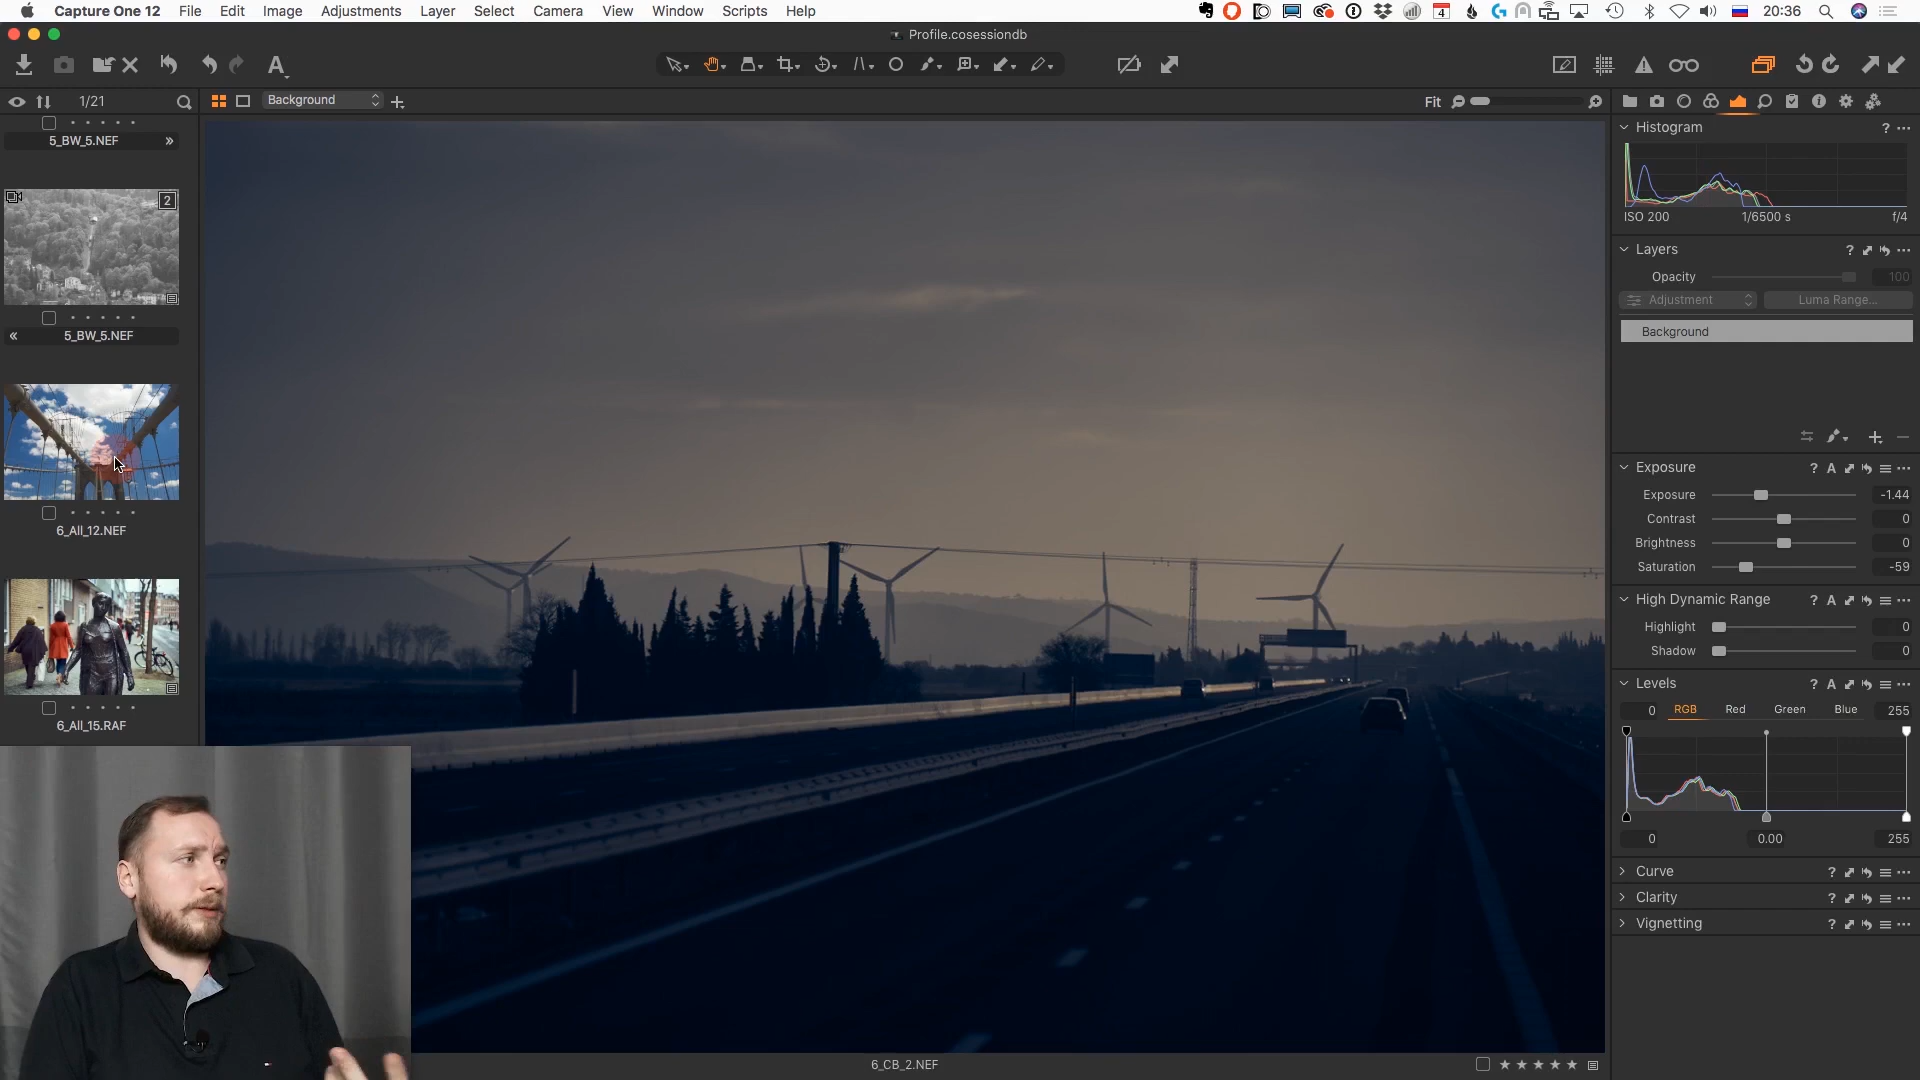 Capture One 12 File Edit Image Adjustments Layer Select Camera View Window Scripts Help
4 20:36
Profile.cosessiondb
A
1/21 Background Fit
5_BW_5.NEF
2
5_BW_5.NEF
6_All_12.NEF
6_All_15.RAF
6_CB_2.NEF
Histogram ?
ISO 200 1/6500 s f/4
Layers ?
Opacity 100
Adjustment Luma Range...
Background
Exposure ? A
Exposure -1.44
Contrast 0
Brightness 0
Saturation -59
High Dynamic Range ? A
Highlight 0
Shadow 0
Levels ? A
0 RGB Red Green Blue 255
0 0.00 255
Curve ?
Clarity ?
Vignetting ?